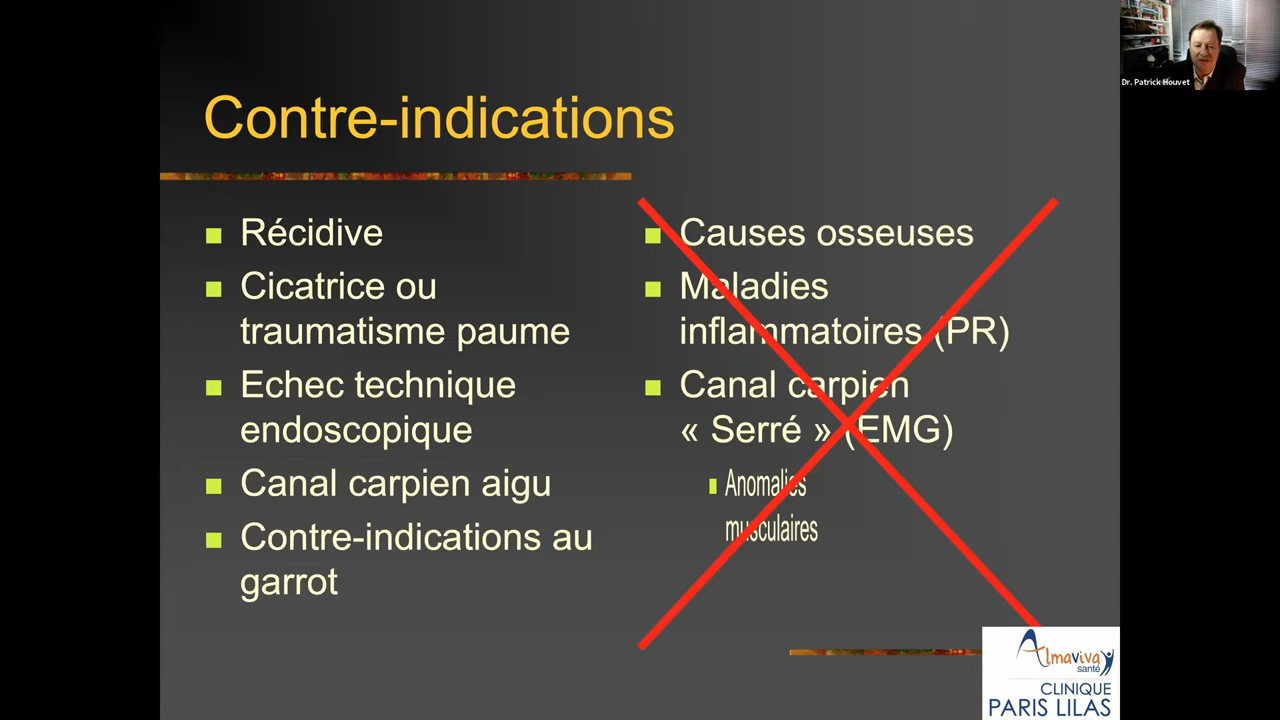 Contre-indications
Récidive
Cicatrice ou
traumatisme paume
Echec technique
endoscopique
Canal carpien aigu
Contre-indications au
garrot
Causes osseuses
Maladies
inflammatoires (PR)
Canal carpien
« Serré » (EMG)
Anomalies
musculaires
Dr. Patrick Houvet
Almaviva
santé
CLINIQUE
PARIS LILAS